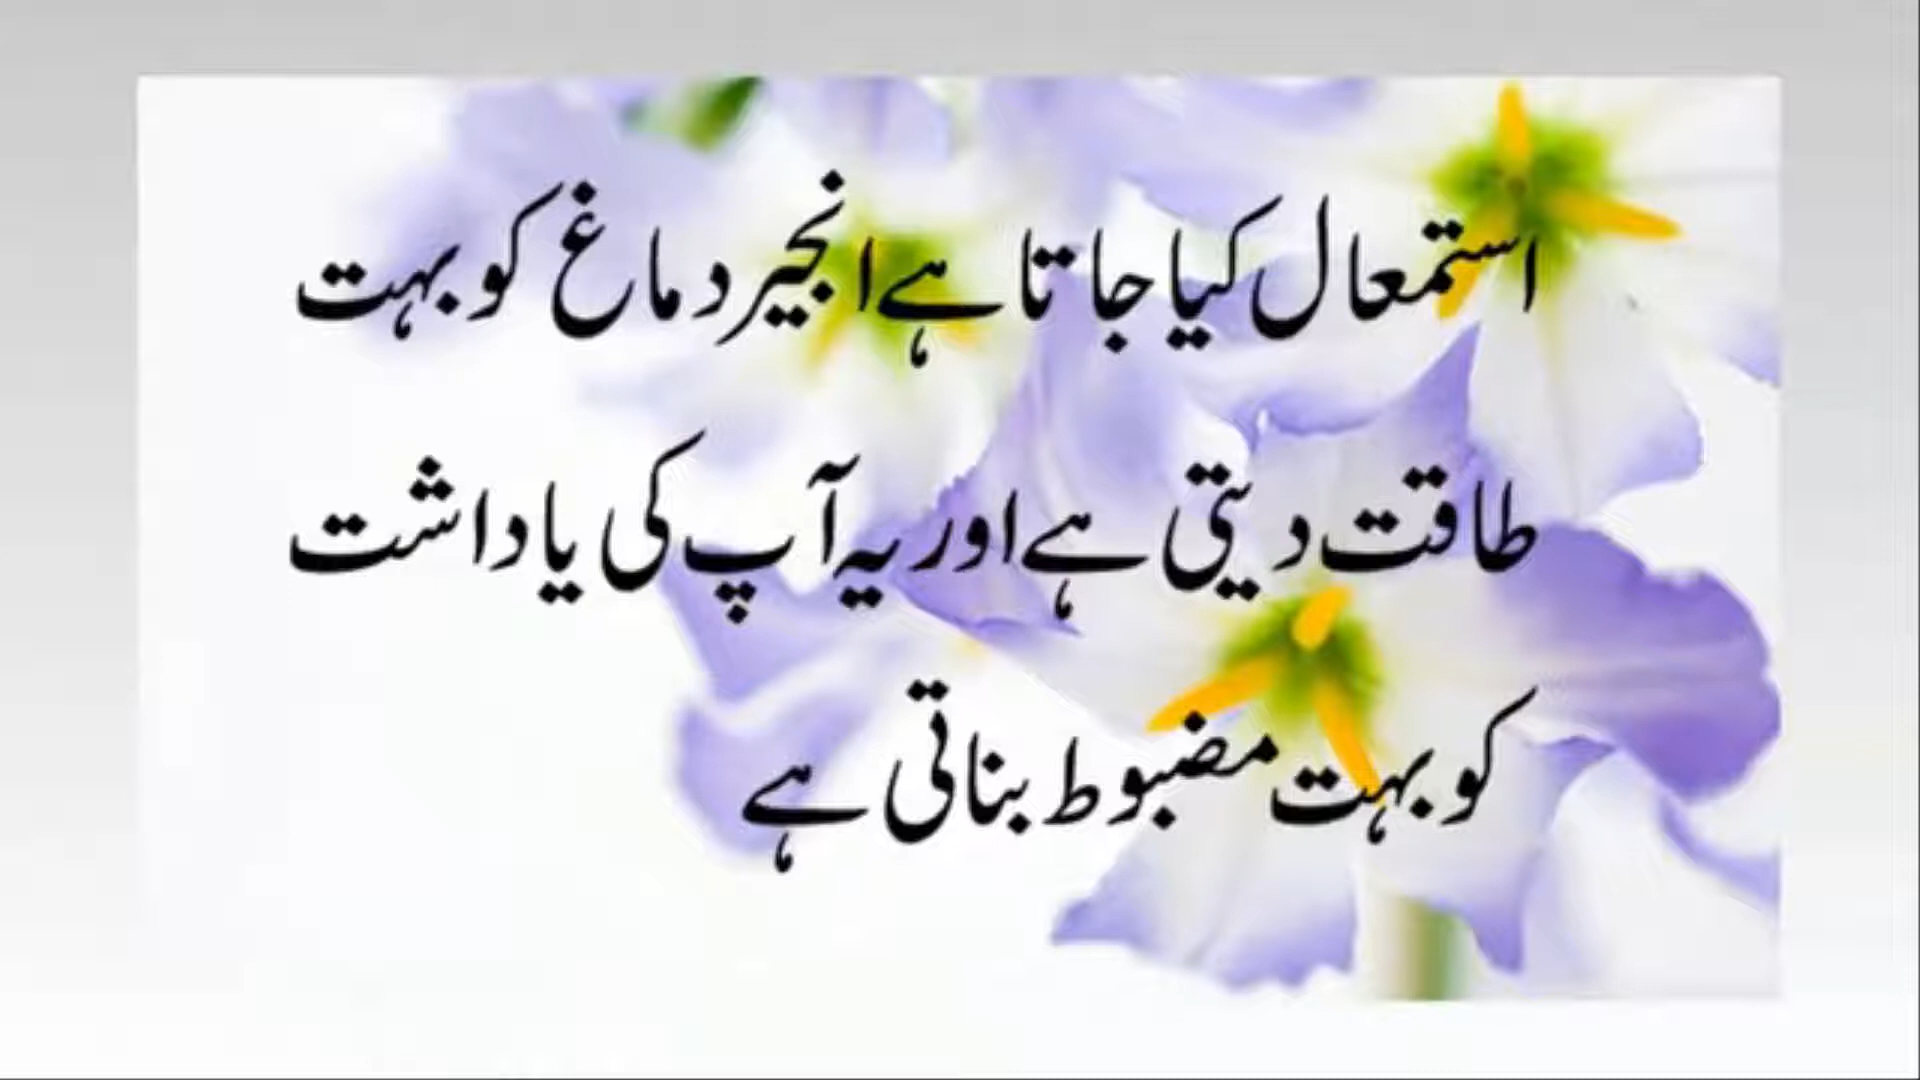 استمعال کیا جاتا ہے انجیر دماغ کو بہت
طاقت دیتی ہے اور یہ آپ کی یاداشت
کو بہت مضبوط بناتی ہے